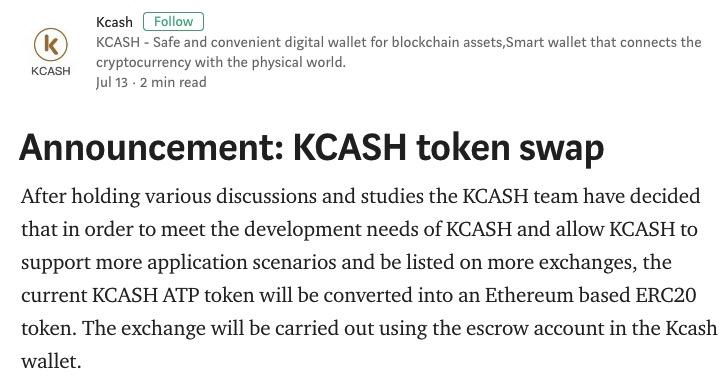 Kcash Follow
KCASH - Safe and convenient digital wallet for blockchain assets,Smart wallet that connects the
cryptocurrency with the physical world.
KCASH
Jul 13 · 2 min read
Announcement: KCASH token swap
After holding various discussions and studies the KCASH team have decided
that in order to meet the development needs of KCASH and allow KCASH to
support more application scenarios and be listed on more exchanges, the
current KCASH ATP token will be converted into an Ethereum based ERC20
token. The exchange will be carried out using the escrow account in the Kcash
wallet.